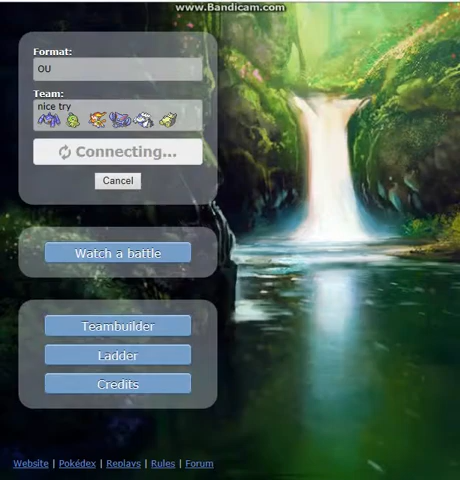 www.Bandicam.com
Format:
OU
Team:
nice try
Connecting...
Cancel
Watch a battle
Teambuilder
Ladder
Credits
Website | Pokédex | Replays | Rules | Forum